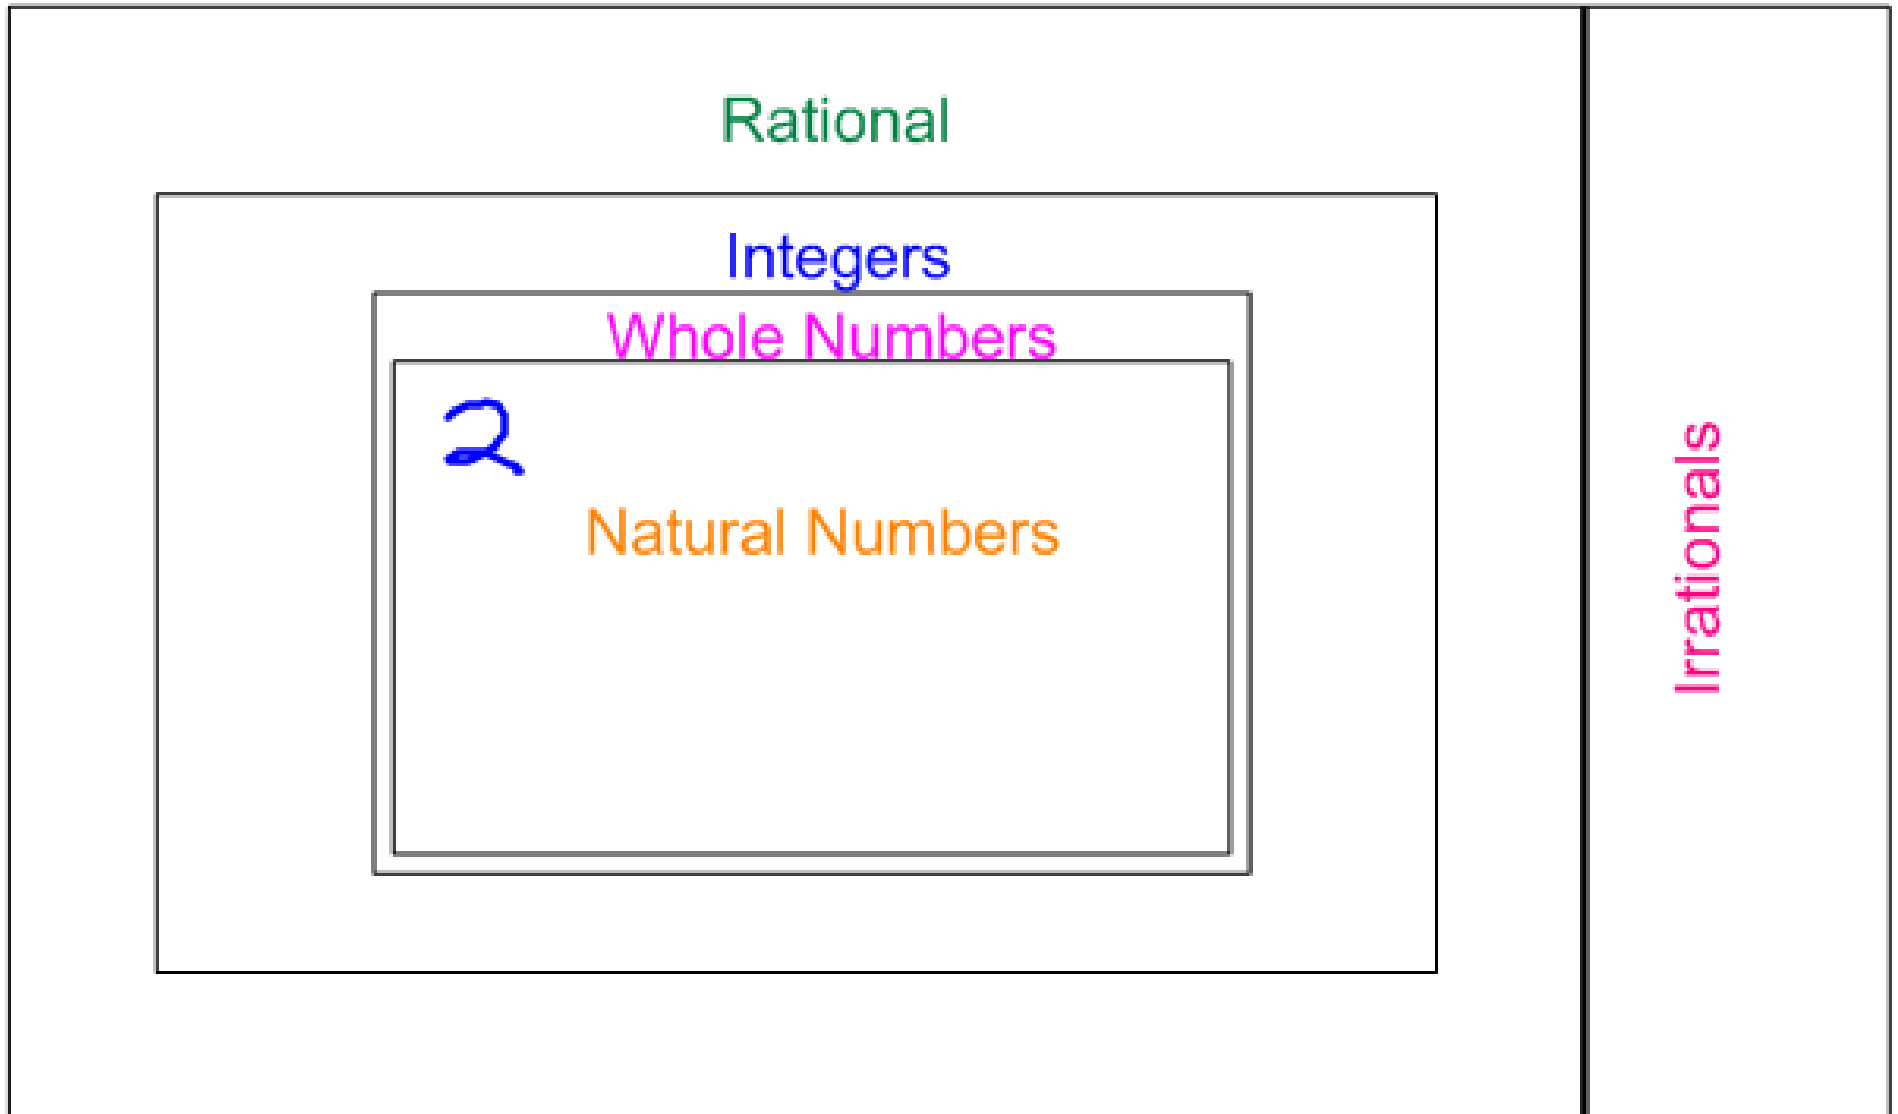 Rational
Integers
Whole Numbers
2
Natural Numbers
Irrationals